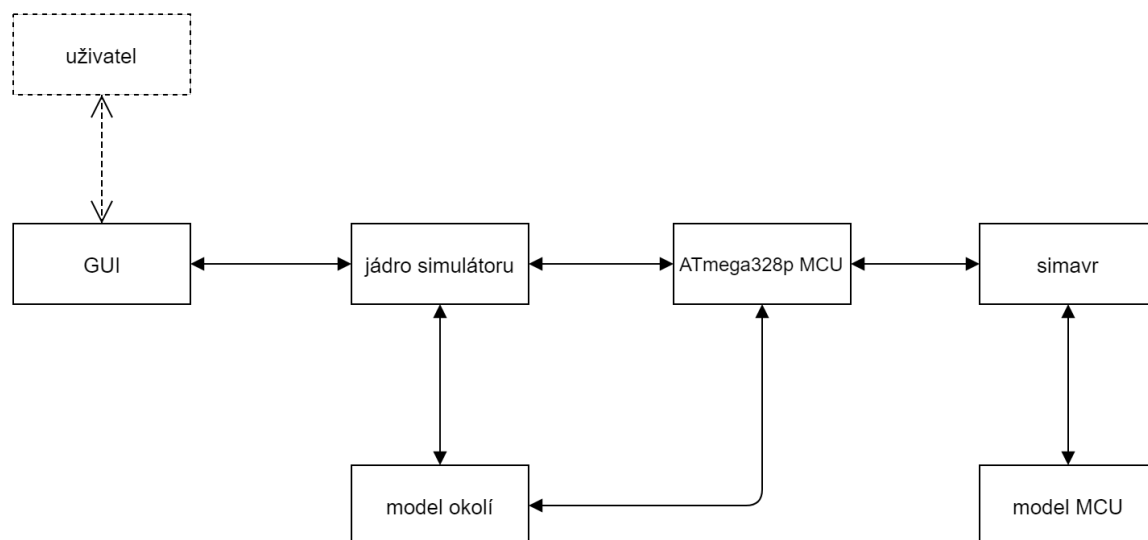 uživatel
GUI
jádro simulátoru
ATmega328p MCU
simavr
model okolí
model MCU